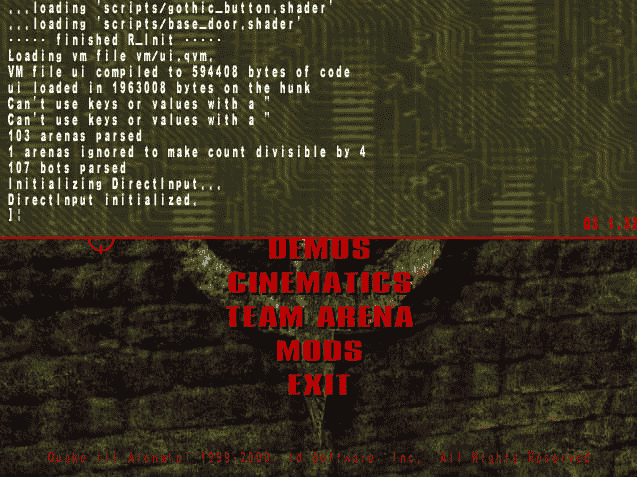 ...loading 'scripts/gothic_button.shader'
...loading 'scripts/base_door.shader'
----- finished R_Init -----
Loading vm file vm/ui.qvm.
VM file ui compiled to 594408 bytes of code
ui loaded in 1963008 bytes on the hunk
Can't use keys or values with a "
Can't use keys or values with a "
103 arenas parsed
1 arenas ignored to make count divisible by 4
107 bots parsed
Initializing DirectInput...
DirectInput initialized.
]
Q3 1.32
DEMOS
CINEMATICS
TEAM ARENA
MODS
EXIT